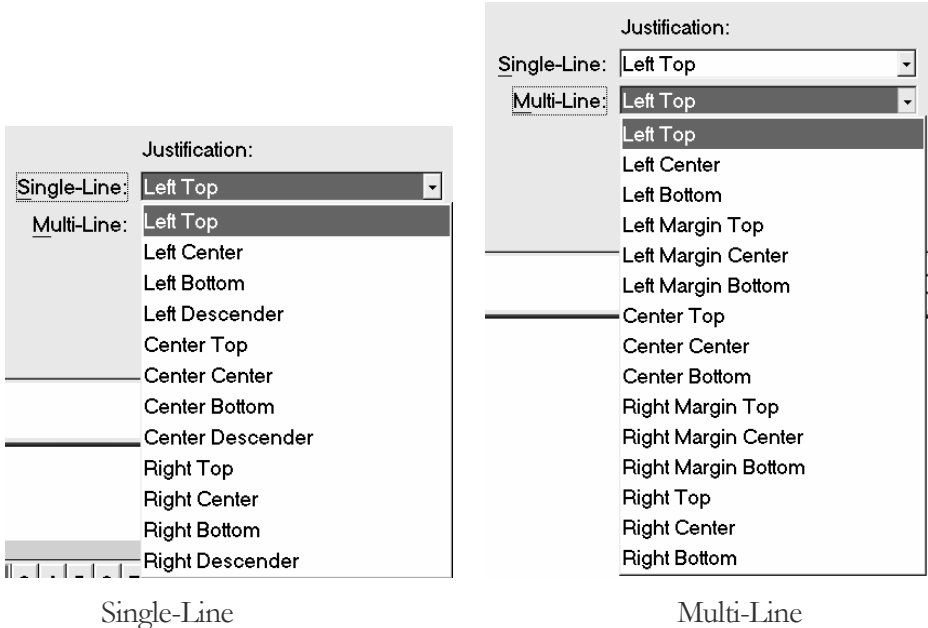 Justification:
Single-Line: Left Top
Multi-Line: Left Top
Left Center
Left Bottom
Left Descender
Center Top
Center Center
Center Bottom
Center Descender
Right Top
Right Center
Right Bottom
Right Descender
Single-Line
Justification:
Single-Line: Left Top
Multi-Line: Left Top
Left Top
Left Center
Left Bottom
Left Margin Top
Left Margin Center
Left Margin Bottom
Center Top
Center Center
Center Bottom
Right Margin Top
Right Margin Center
Right Margin Bottom
Right Top
Right Center
Right Bottom
Multi-Line